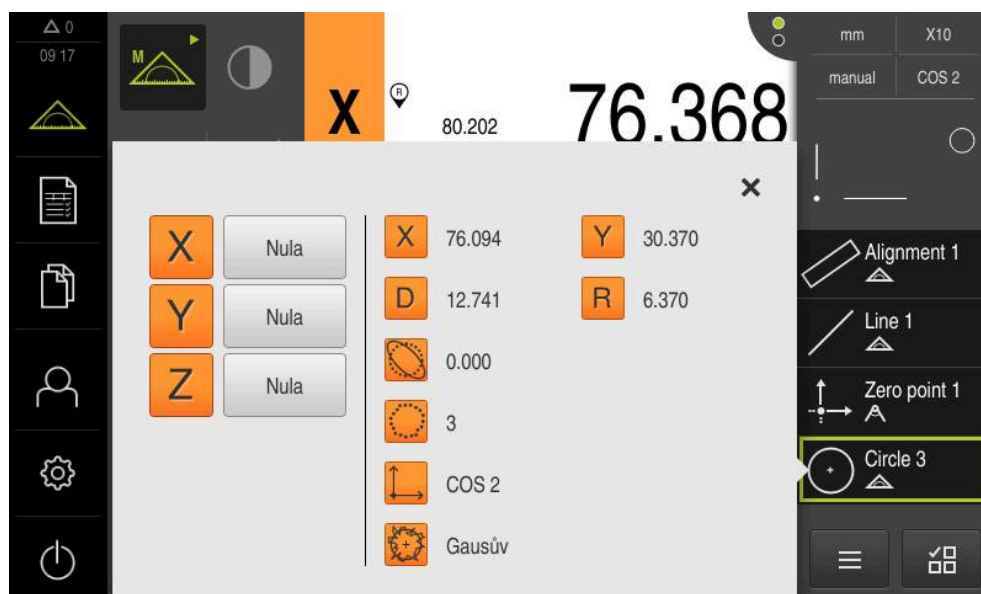 0
09 17
M
X
R
80.202
76.368
mm
X10
manual
COS 2
X
Nula
X
76.094
Y
30.370
Y
Nula
D
12.741
R
6.370
0.000
Z
Nula
3
COS 2
Gausův
Alignment 1
Line 1
Zero point 1
Circle 3